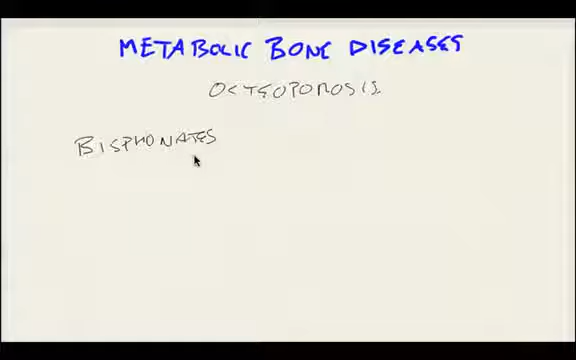 METABOLIC BONE DISEASES
OSTEOPOROSIS
BISPHONATES